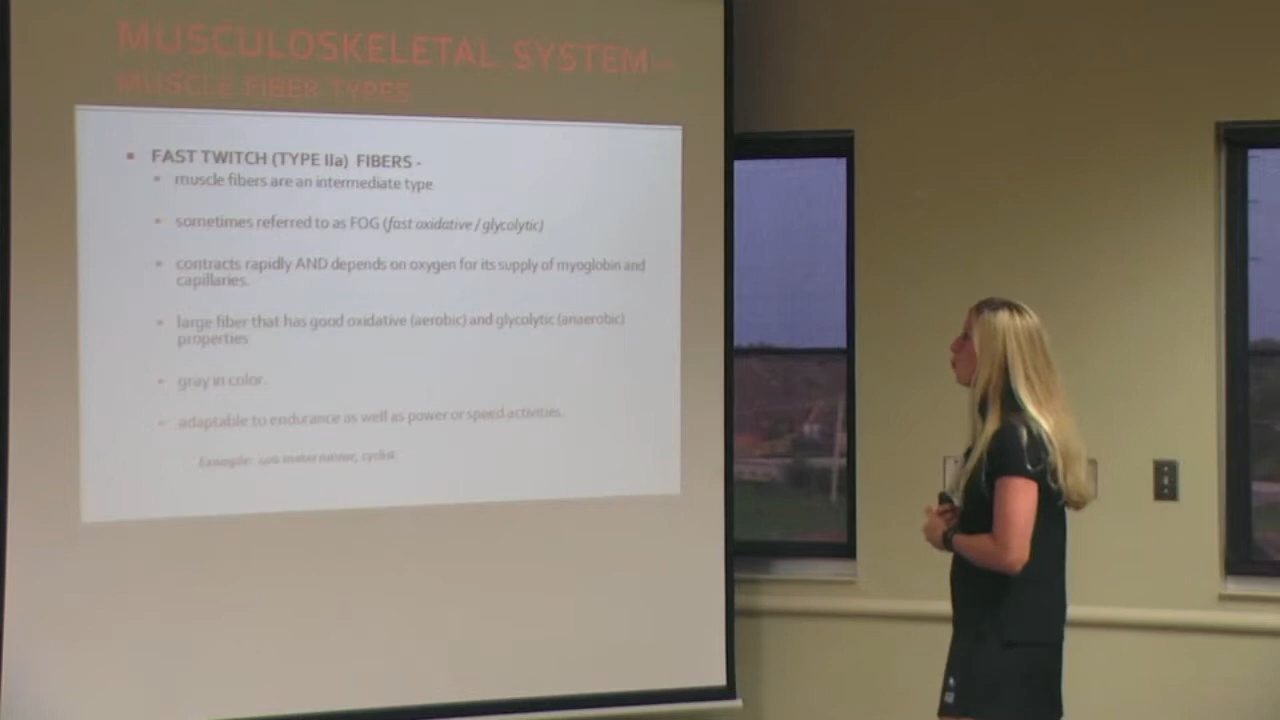 MUSCULOSKELETAL SYSTEM –
MUSCLE FIBER TYPES
FAST TWITCH (TYPE IIa) FIBERS -
muscle fibers are an intermediate type
sometimes referred to as FOG (fast oxidative / glycolytic)
contracts rapidly AND depends on oxygen for its supply of myoglobin and
capillaries.
large fiber that has good oxidative (aerobic) and glycolytic (anaerobic)
properties
gray in color.
adaptable to endurance as well as power or speed activities.
Example: cyclist